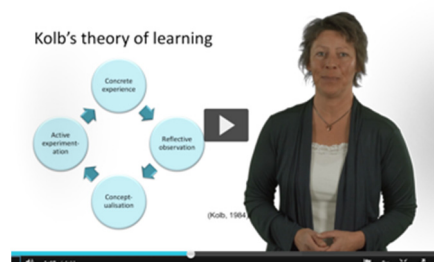 Kolb's theory of learning
Concrete
experience
Reflective
observation
Concept-
ualisation
Active
experiment-
ation
(Kolb, 1984